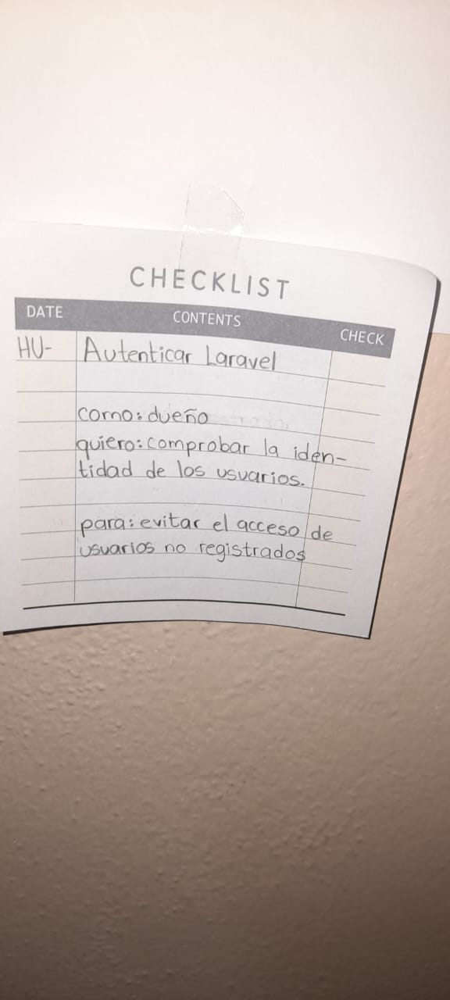 CHECKLIST
DATE CONTENTS CHECK
HU- Autenticar Laravel
como: dueño
quiero: comprobar la iden-
tidad de los usuarios.
para: evitar el acceso de
usuarios no registrados